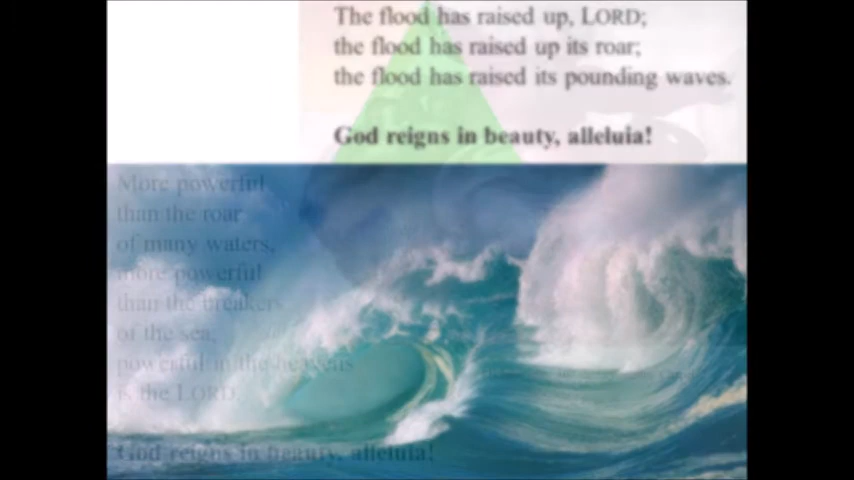 The flood has raised up, LORD;
the flood has raised up its roar;
the flood has raised its pounding waves.
God reigns in beauty, alleluia!
More powerful
than the roar
of many waters,
more powerful
than the breakers
of the sea,
powerful in the heavens
is the LORD.
God reigns in beauty, alleluia!